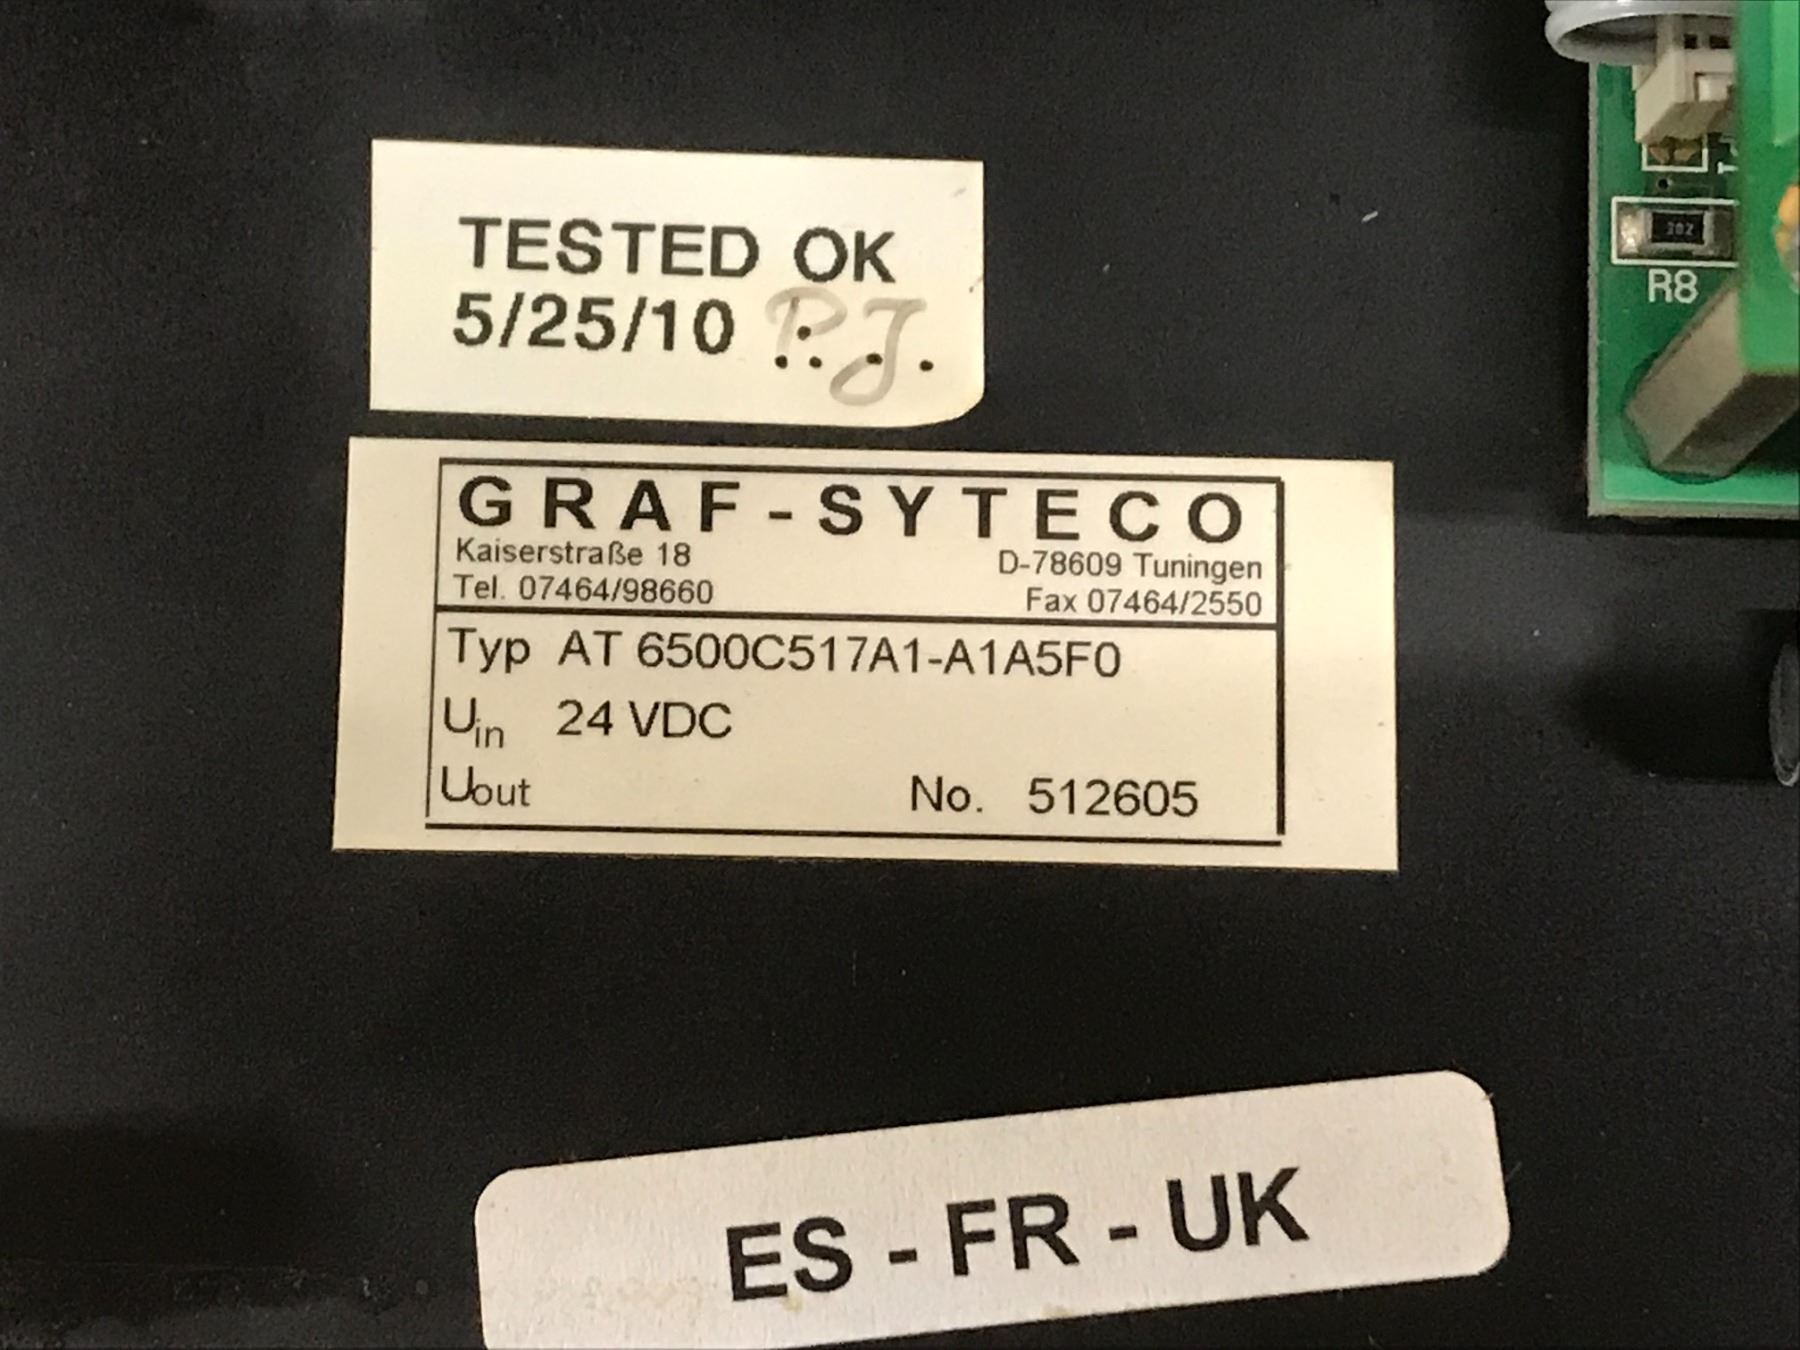 TESTED OK
5/25/10 P.J.
GRAF-SYTECO
Kaiserstraße 18 D-78609 Tuningen
Tel. 07464/98660 Fax 07464/2550
Typ AT 6500C517A1-A1A5F0
Uin 24 VDC
Uout No. 512605
ES - FR - UK
R8